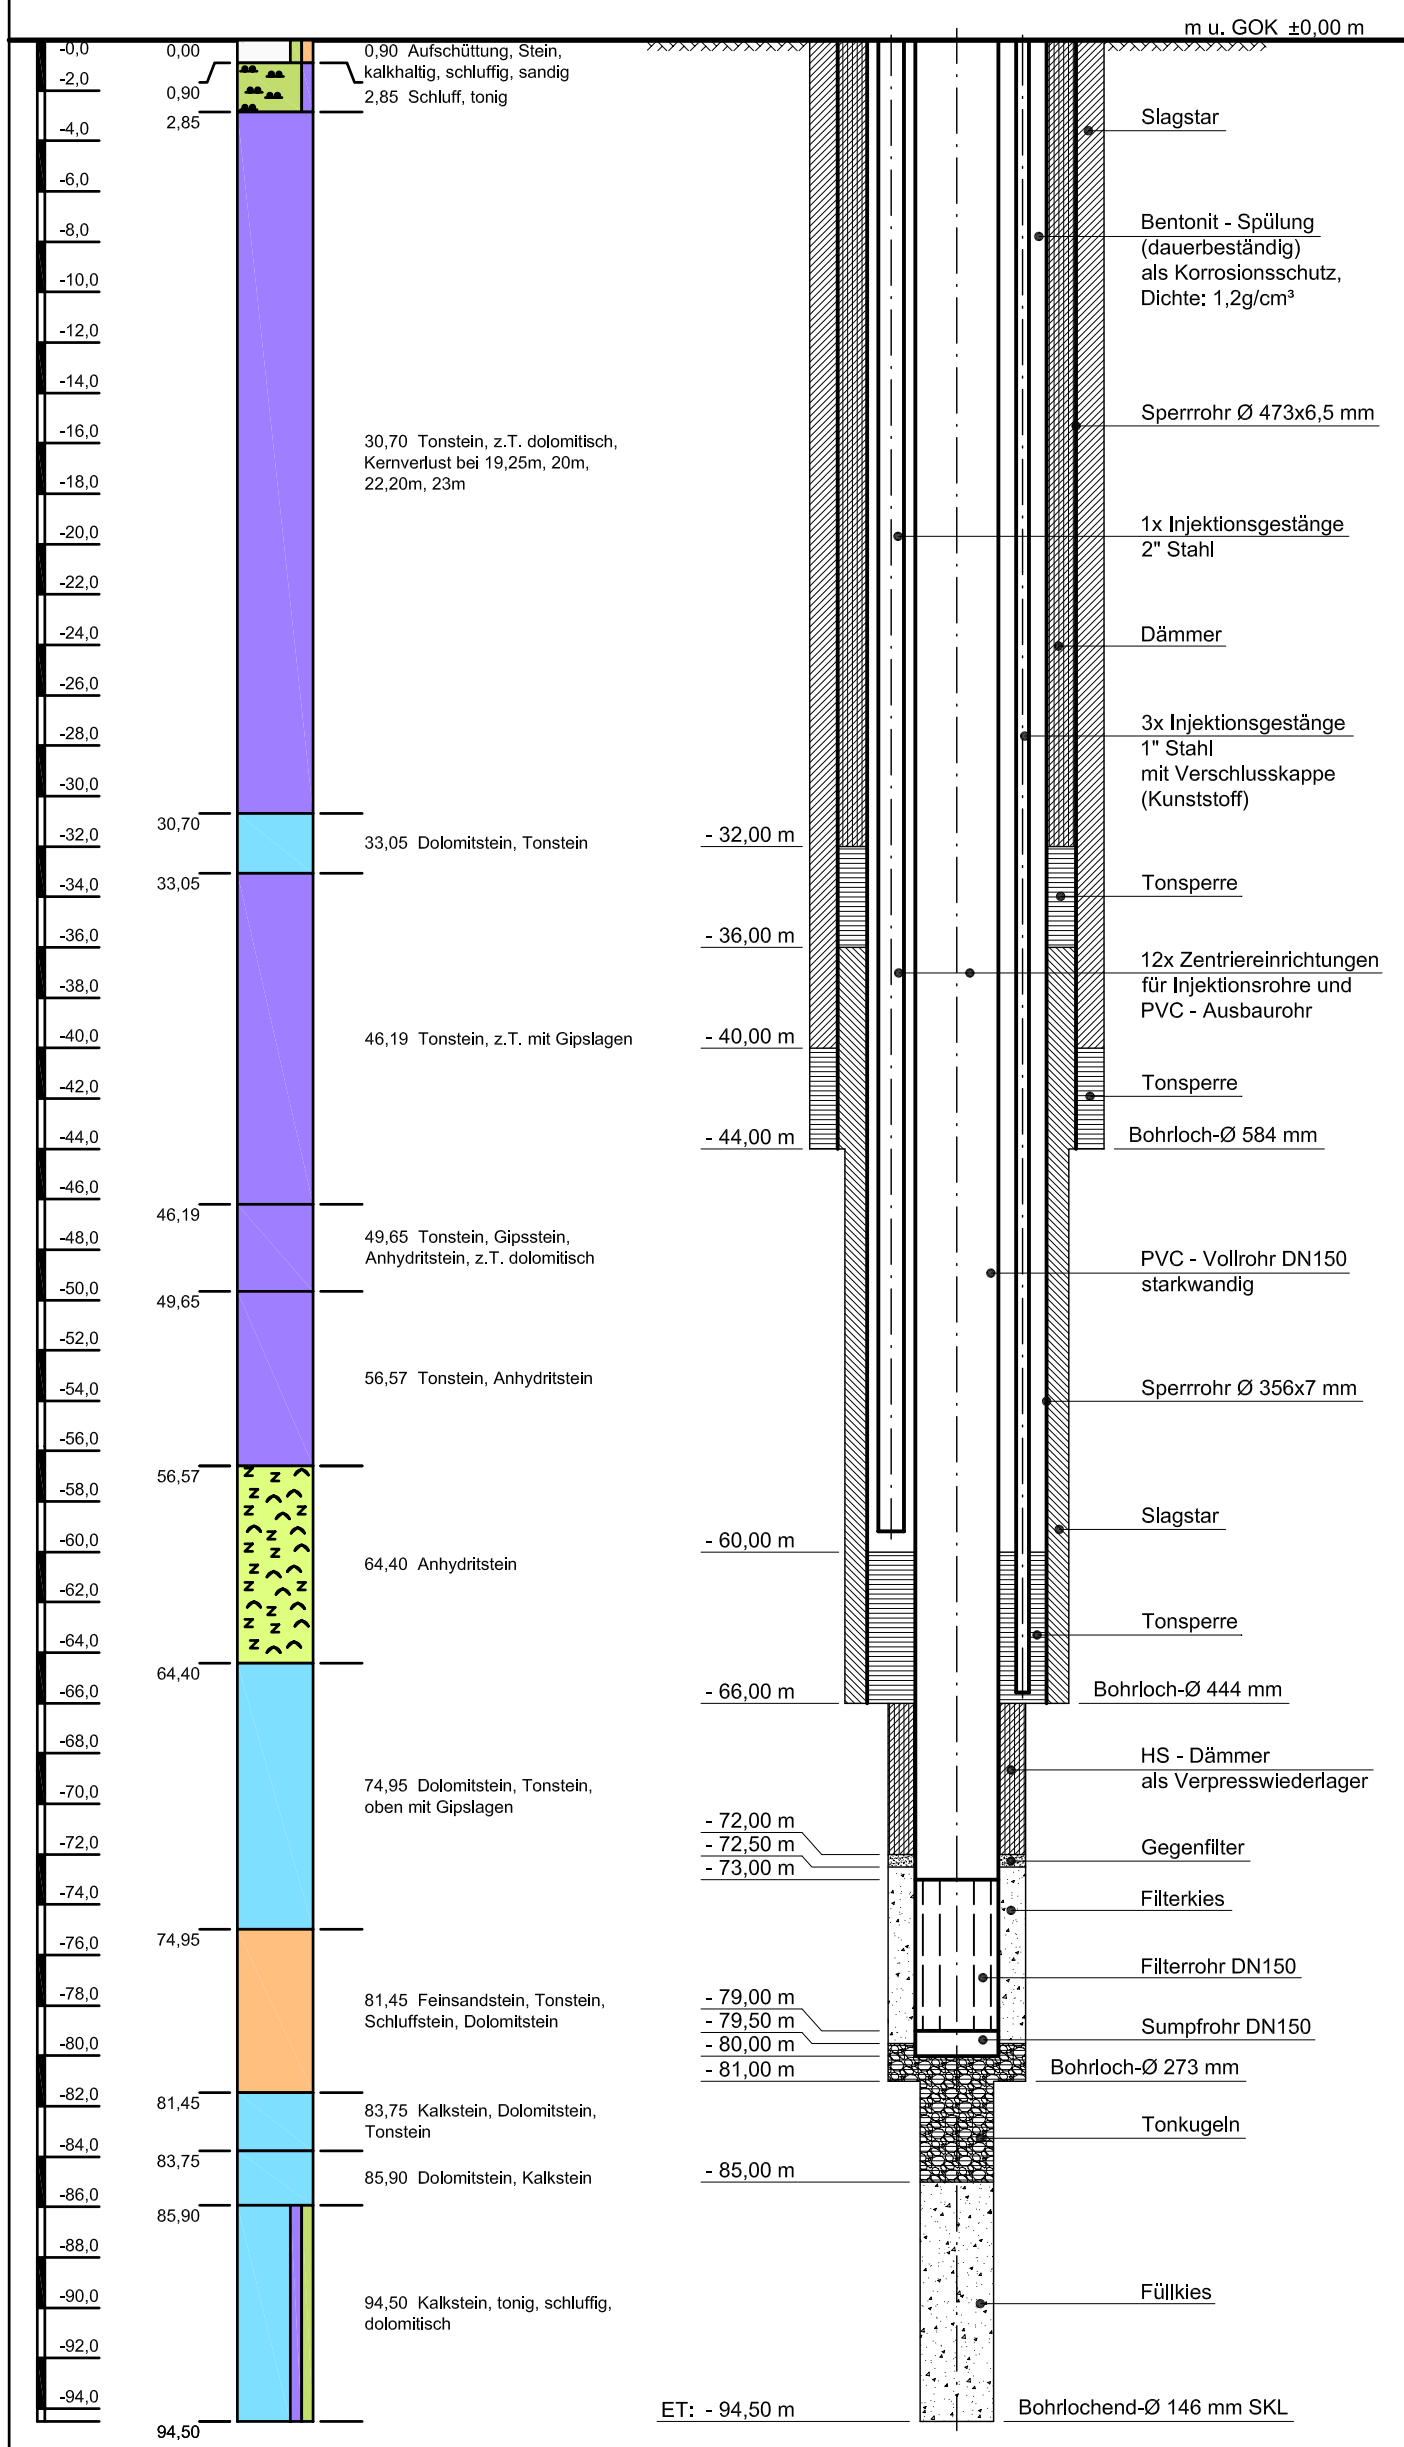 m u. GOK ±0,00 m
-0,0
-2,0
-4,0
-6,0
-8,0
-10,0
-12,0
-14,0
-16,0
-18,0
-20,0
-22,0
-24,0
-26,0
-28,0
-30,0
-32,0
-34,0
-36,0
-38,0
-40,0
-42,0
-44,0
-46,0
-48,0
-50,0
-52,0
-54,0
-56,0
-58,0
-60,0
-62,0
-64,0
-66,0
-68,0
-70,0
-72,0
-74,0
-76,0
-78,0
-80,0
-82,0
-84,0
-86,0
-88,0
-90,0
-92,0
-94,0
0,00
0,90
2,85
30,70
33,05
46,19
49,65
56,57
64,40
74,95
81,45
83,75
85,90
94,50
0,90 Aufschüttung, Stein,
kalkhaltig, schluffig, sandig
2,85 Schluff, tonig
30,70 Tonstein, z.T. dolomitisch,
Kernverlust bei 19,25m, 20m,
22,20m, 23m
33,05 Dolomitstein, Tonstein
46,19 Tonstein, z.T. mit Gipslagen
49,65 Tonstein, Gipsstein,
Anhydritstein, z.T. dolomitisch
56,57 Tonstein, Anhydritstein
64,40 Anhydritstein
74,95 Dolomitstein, Tonstein,
oben mit Gipslagen
81,45 Feinsandstein, Tonstein,
Schluffstein, Dolomitstein
83,75 Kalkstein, Dolomitstein,
Tonstein
85,90 Dolomitstein, Kalkstein
94,50 Kalkstein, tonig, schluffig,
dolomitisch
- 32,00 m
- 36,00 m
- 40,00 m
- 44,00 m
- 60,00 m
- 66,00 m
- 72,00 m
- 72,50 m
- 73,00 m
- 79,00 m
- 79,50 m
- 80,00 m
- 81,00 m
- 85,00 m
ET: - 94,50 m
Slagstar
Bentonit - Spülung
(dauerbeständig)
als Korrosionsschutz,
Dichte: 1,2g/cm³
Sperrrohr Ø 473x6,5 mm
1x Injektionsgestänge
2" Stahl
Dämmer
3x Injektionsgestänge
1" Stahl
mit Verschlusskappe
(Kunststoff)
Tonsperre
12x Zentriereinrichtungen
für Injektionsrohre und
PVC - Ausbaurohr
Tonsperre
Bohrloch-Ø 584 mm
PVC - Vollrohr DN150
starkwandig
Sperrrohr Ø 356x7 mm
Slagstar
Tonsperre
Bohrloch-Ø 444 mm
HS - Dämmer
als Verpresswiederlager
Gegenfilter
Filterkies
Filterrohr DN150
Sumpfrohr DN150
Bohrloch-Ø 273 mm
Tonkugeln
Füllkies
Bohrlochend-Ø 146 mm SKL